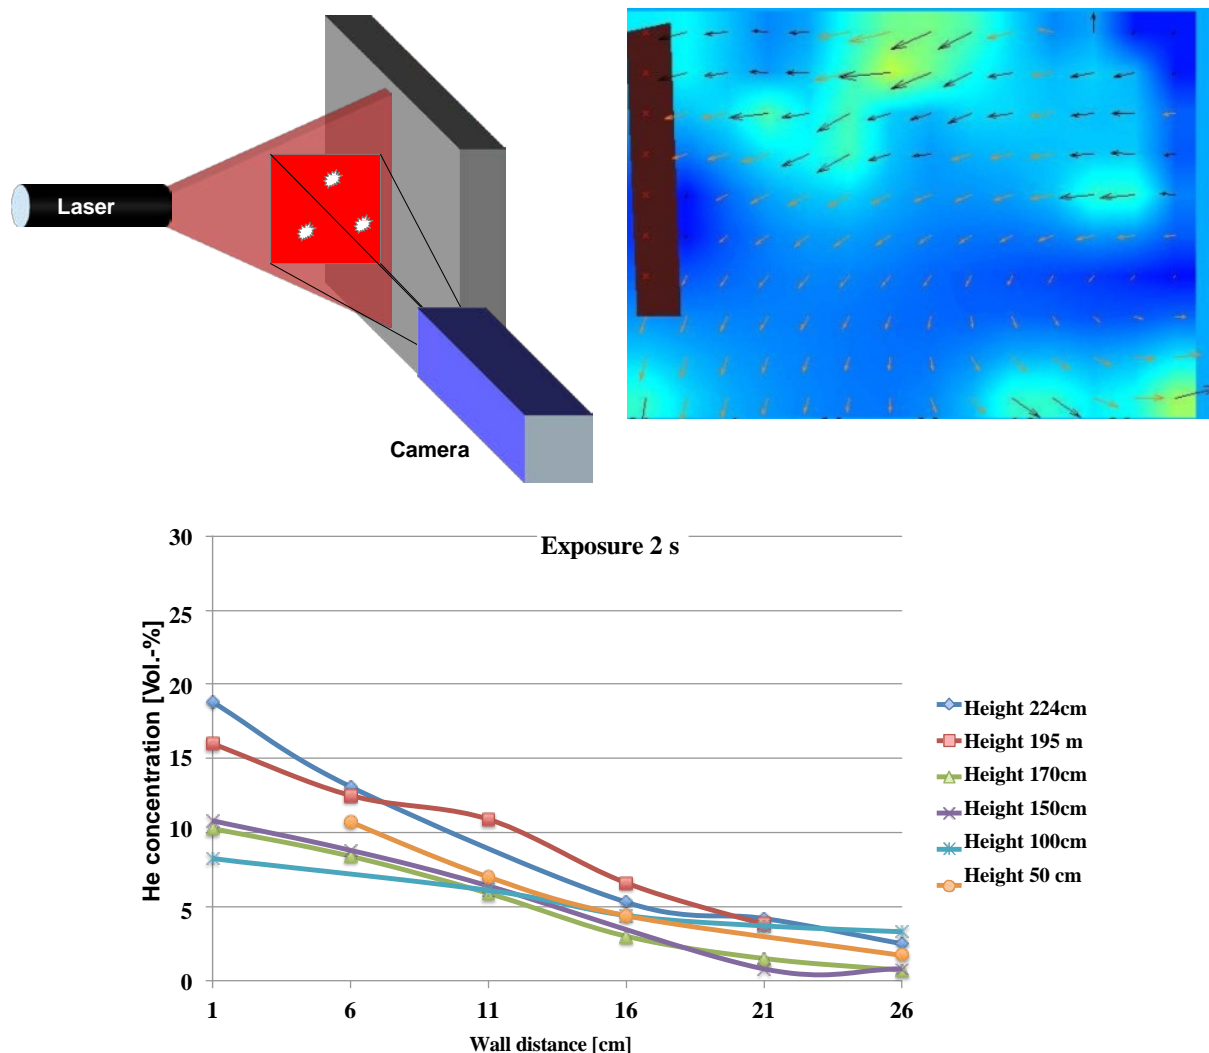 Laser
Camera
Exposure 2 s
He concentration [Vol.-%]
30
25
20
15
10
5
0
1 6 11 16 21 26
Wall distance [cm]
Height 224cm
Height 195 m
Height 170cm
Height 150cm
Height 100cm
Height 50 cm